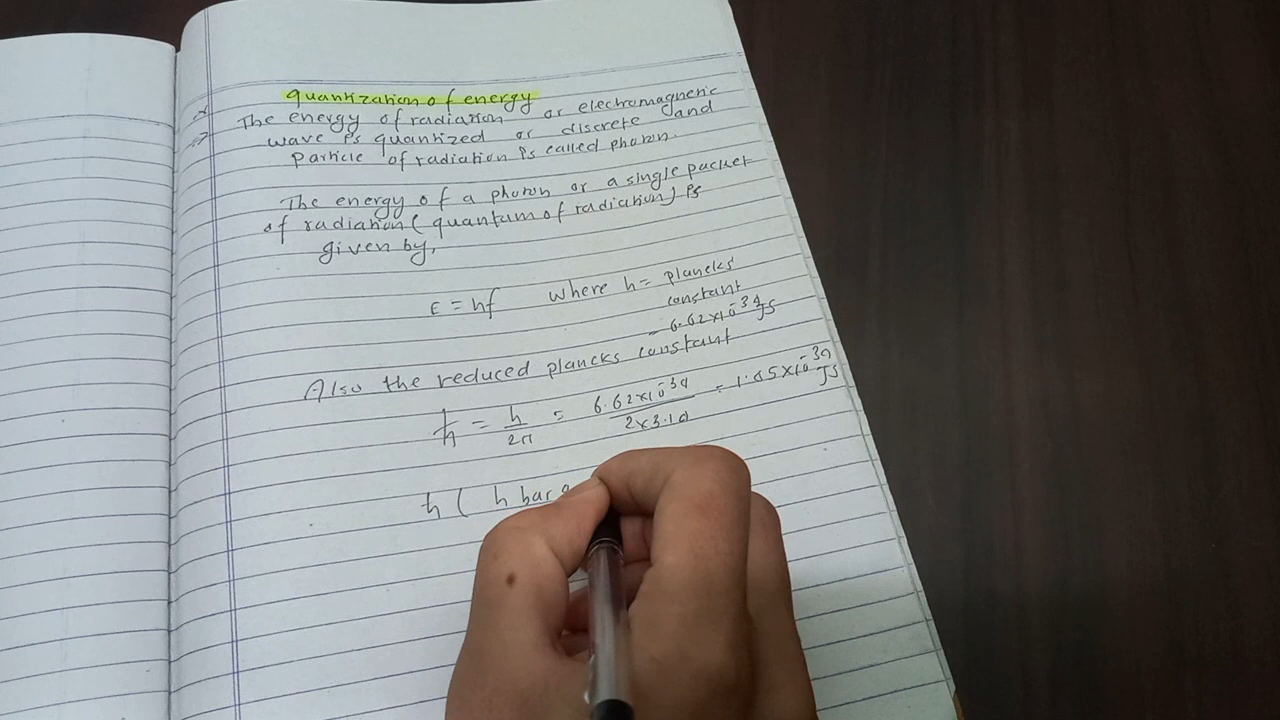 quantization of energy
The energy of radiation or electromagnetic
wave is quantized or discrete and
particle of radiation is called photon.
The energy of a photon or a single packet
of radiation (quantum of radiation) is
given by,
E = hf where h = plancks
constant
= 6.62×10⁻³⁴ JS
Also the reduced plancks constant
ħ = h/2π = 6.62×10⁻³⁴/2×3.14 = 1.05×10⁻³⁴ JS
ħ ( h bar